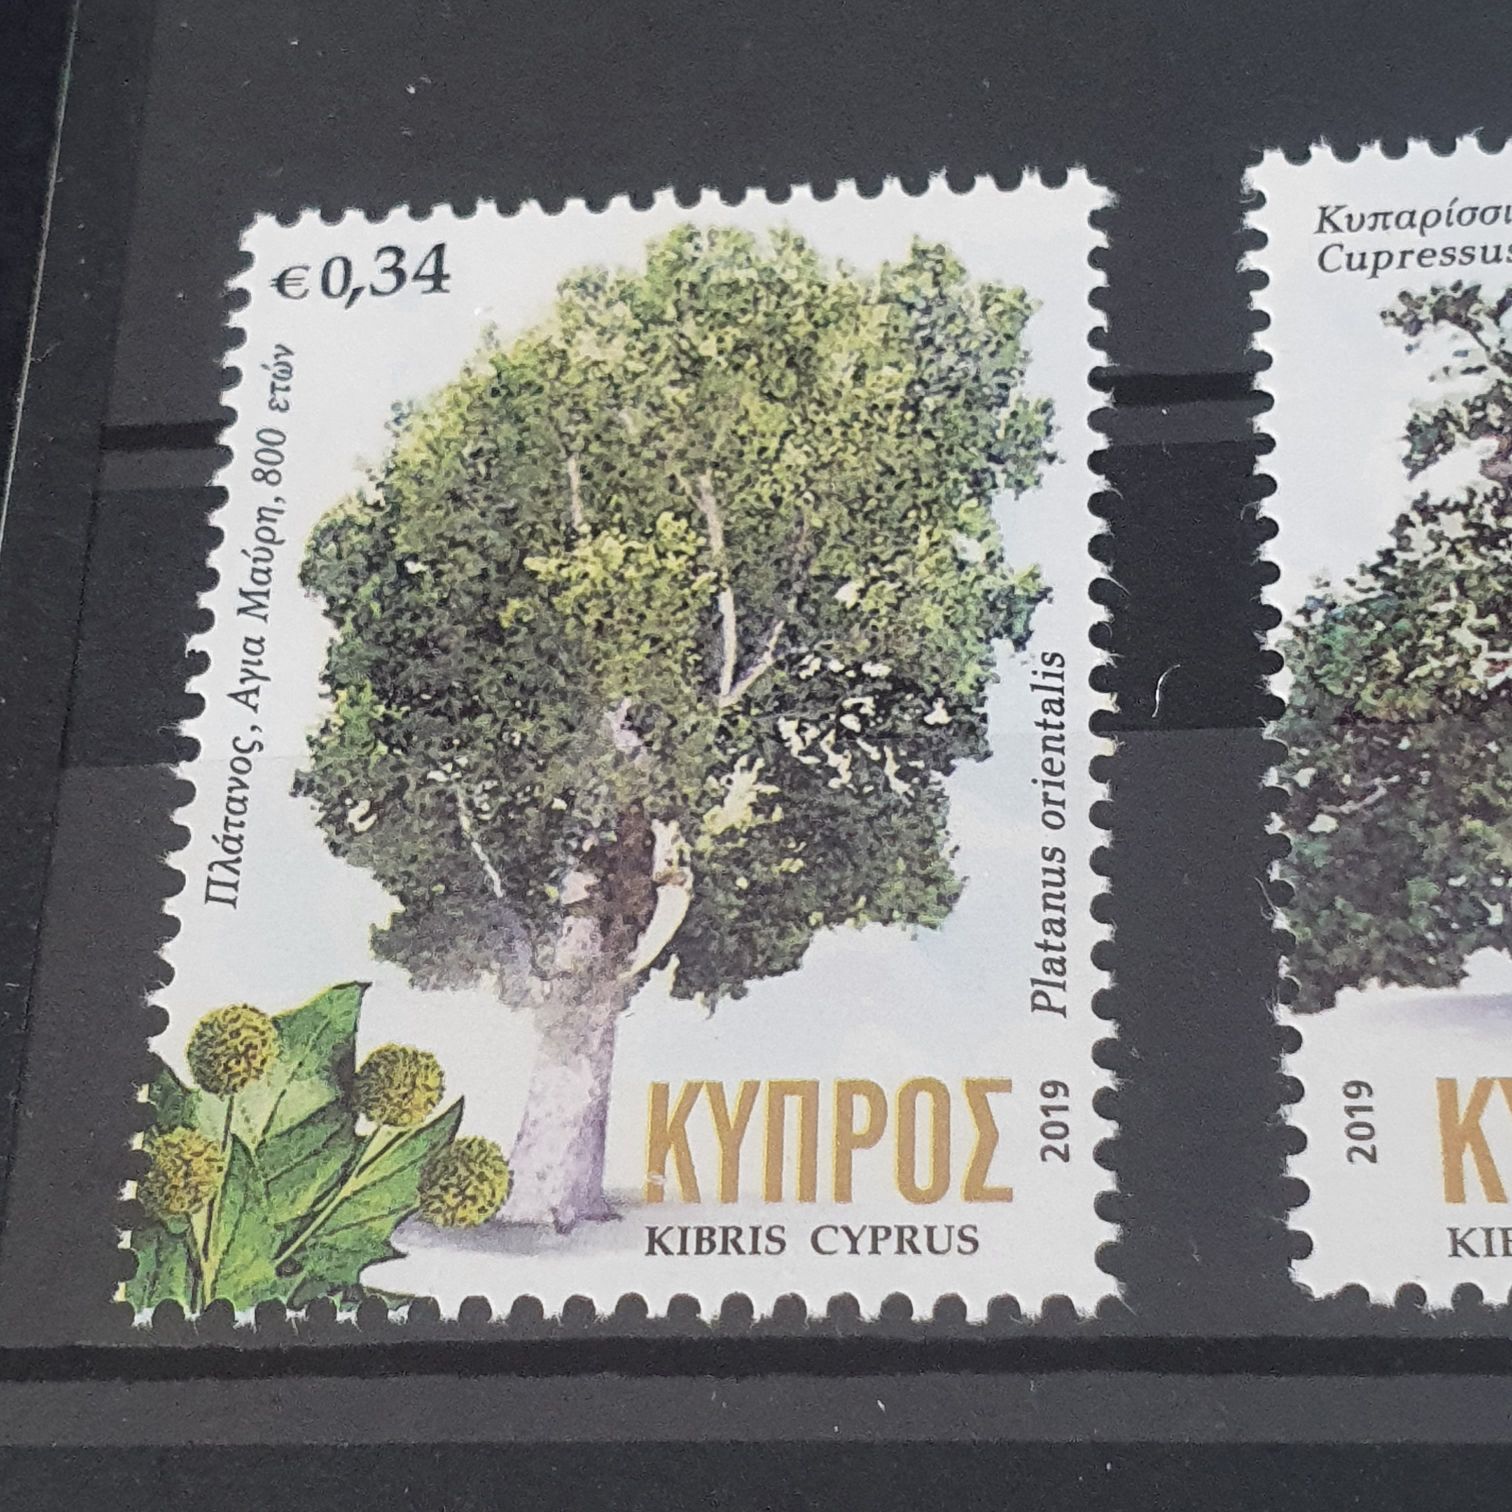 €0,34
Πλάτανος, Αγια Μαύρη, 800 ετών
Platanus orientalis
2019
ΚΥΠΡΟΣ
KIBRIS CYPRUS
Cupressus
2019